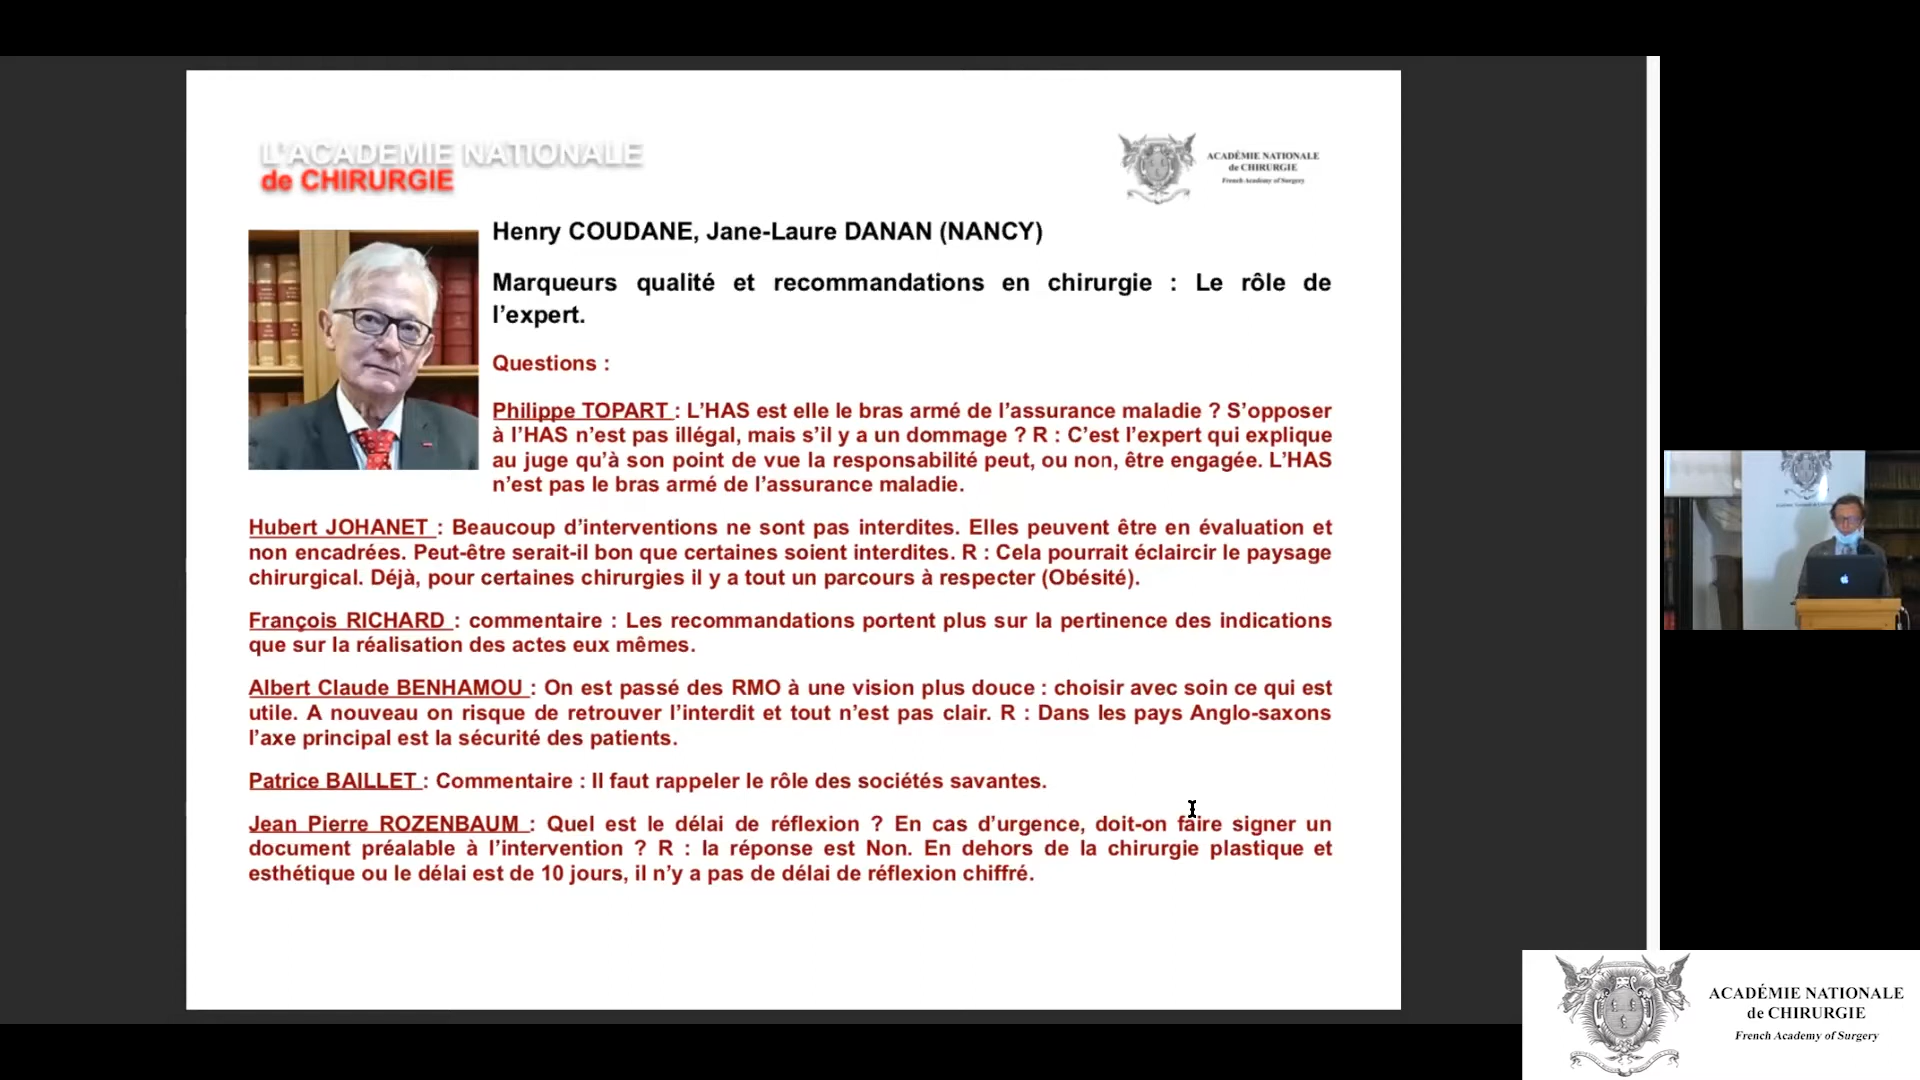 L'ACADEMIE NATIONALE
de CHIRURGIE
ACADÉMIE NATIONALE
de CHIRURGIE
French Academy of Surgery
Henry COUDANE, Jane-Laure DANAN (NANCY)
Marqueurs qualité et recommandations en chirurgie : Le rôle de
l’expert.
Questions :
Philippe TOPART : L’HAS est elle le bras armé de l’assurance maladie ? S’opposer
à l’HAS n’est pas illégal, mais s’il y a un dommage ? R : C’est l’expert qui explique
au juge qu’à son point de vue la responsabilité peut, ou non, être engagée. L’HAS
n’est pas le bras armé de l’assurance maladie.
Hubert JOHANET : Beaucoup d’interventions ne sont pas interdites. Elles peuvent être en évaluation et
non encadrées. Peut-être serait-il bon que certaines soient interdites. R : Cela pourrait éclaircir le paysage
chirurgical. Déjà, pour certaines chirurgies il y a tout un parcours à respecter (Obésité).
François RICHARD : commentaire : Les recommandations portent plus sur la pertinence des indications
que sur la réalisation des actes eux mêmes.
Albert Claude BENHAMOU : On est passé des RMO à une vision plus douce : choisir avec soin ce qui est
utile. A nouveau on risque de retrouver l’interdit et tout n’est pas clair. R : Dans les pays Anglo-saxons
l’axe principal est la sécurité des patients.
Patrice BAILLET : Commentaire : Il faut rappeler le rôle des sociétés savantes.
Jean Pierre ROZENBAUM : Quel est le délai de réflexion ? En cas d’urgence, doit-on faire signer un
document préalable à l’intervention ? R : la réponse est Non. En dehors de la chirurgie plastique et
esthétique ou le délai est de 10 jours, il n’y a pas de délai de réflexion chiffré.
ACADÉMIE NATIONALE
de CHIRURGIE
French Academy of Surgery